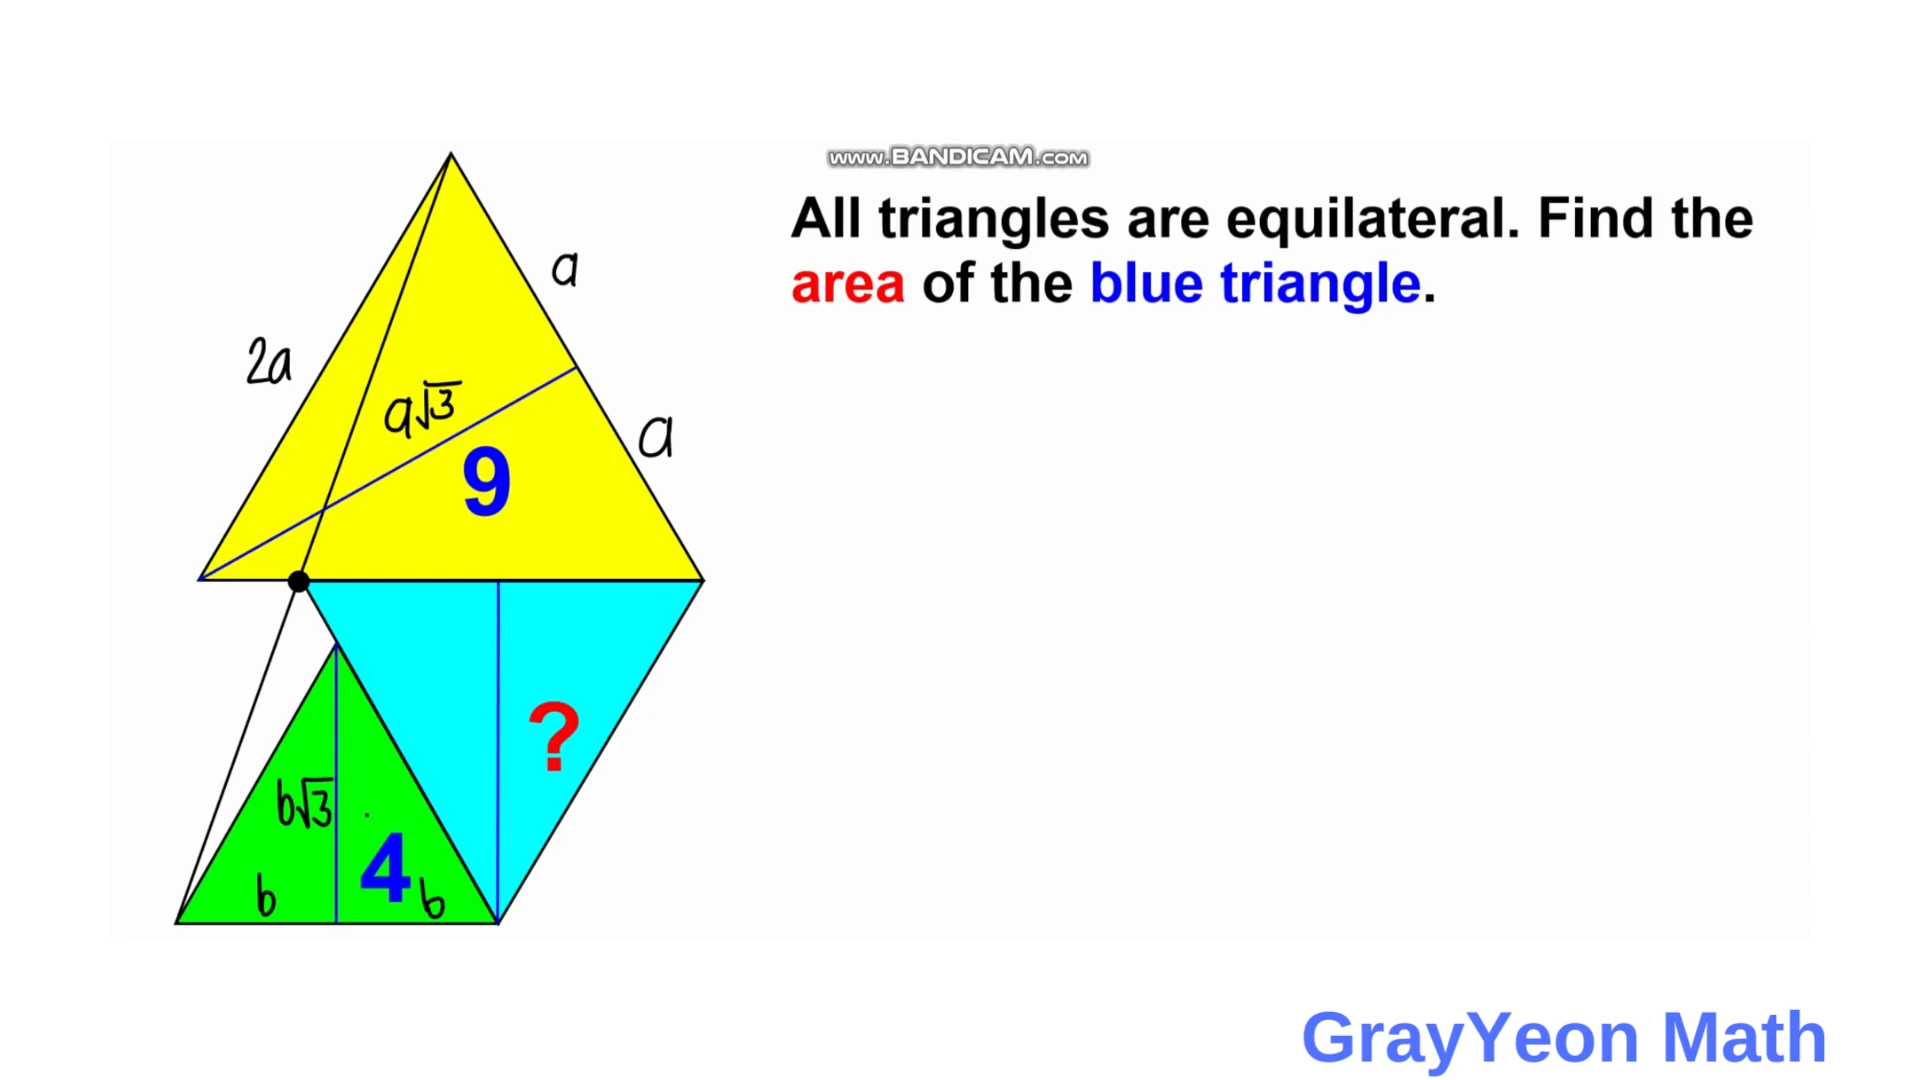 www.BANDICAM.com
All triangles are equilateral. Find the
area of the blue triangle.
a
2a
a√3
a
9
?
b√3
4
b
b
GrayYeon Math